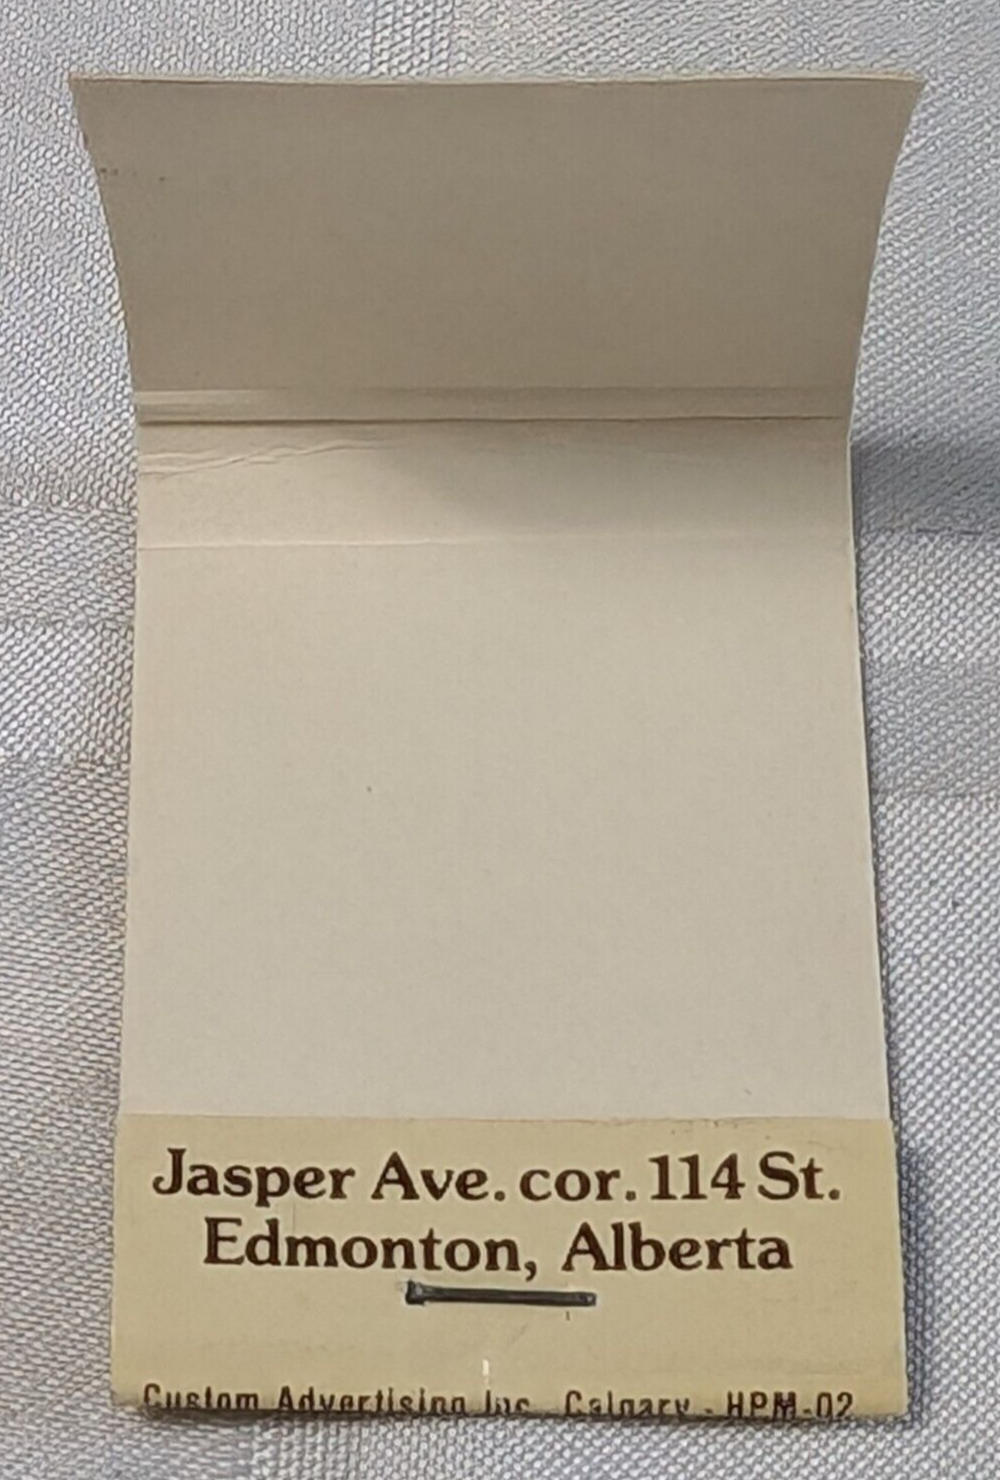 Jasper Ave. cor. 114 St.
Edmonton, Alberta
Custom Advertising Inc. Calgary - HPM-02